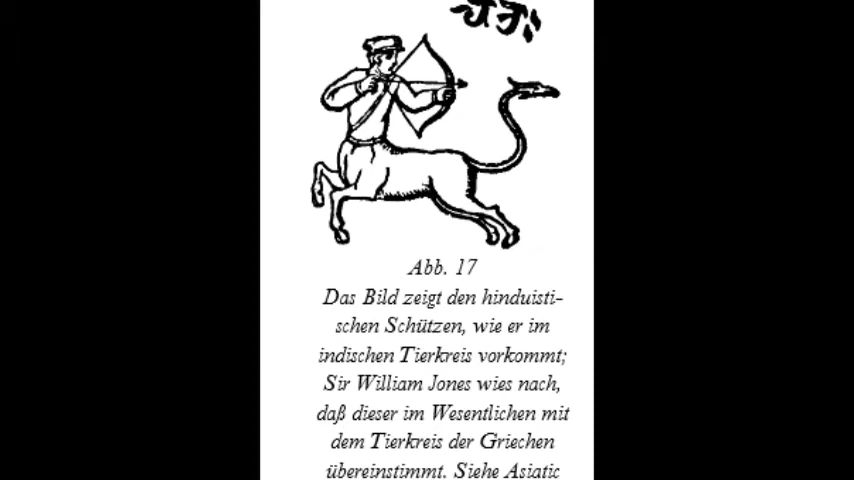 Abb. 17
Das Bild zeigt den hinduisti-
schen Schützen, wie er im
indischen Tierkreis vorkommt;
Sir William Jones wies nach,
daß dieser im Wesentlichen mit
dem Tierkreis der Griechen
übereinstimmt. Siehe Asiatic